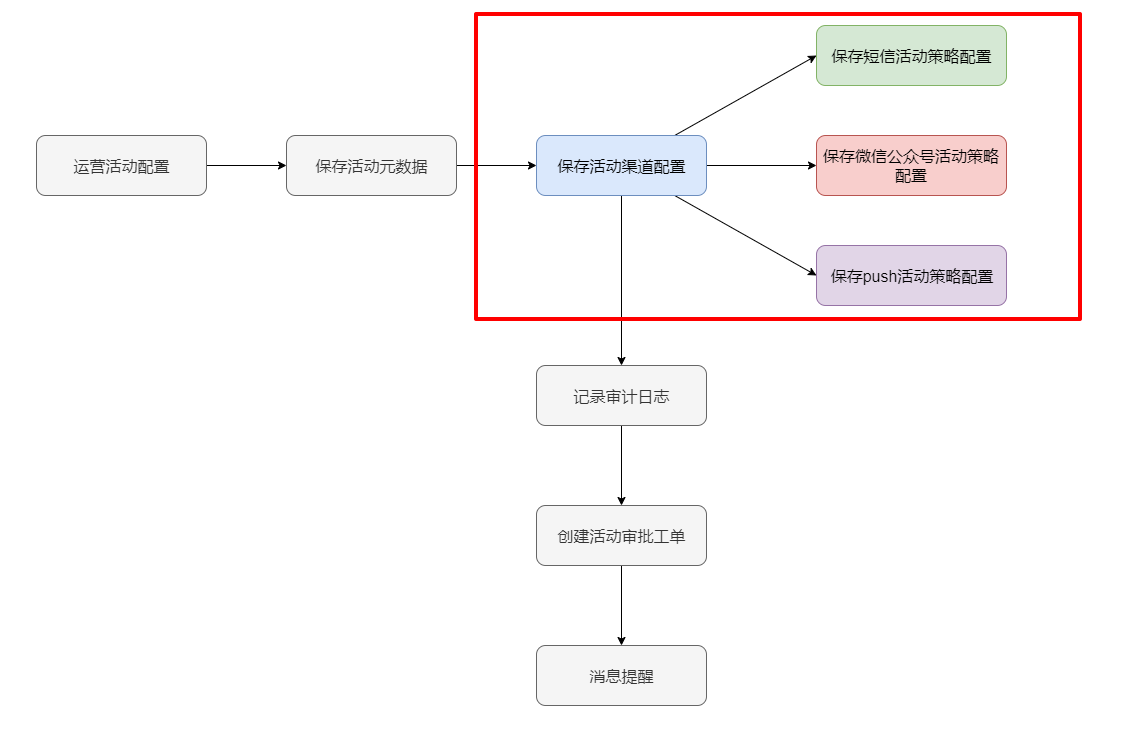 保存短信活动策略配置
运营活动配置
保存活动元数据
保存活动渠道配置
保存微信公众号活动策略
配置
保存push活动策略配置
记录审计日志
创建活动审批工单
消息提醒